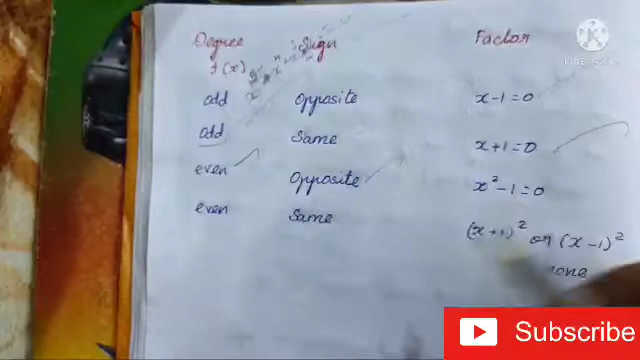 Degree Sign Factor
f(x)
odd Opposite x-1=0
odd Same x+1=0
even Opposite x²-1=0
even Same (x+1)² or (x-1)²
none
KINEMASTER
Subscribe